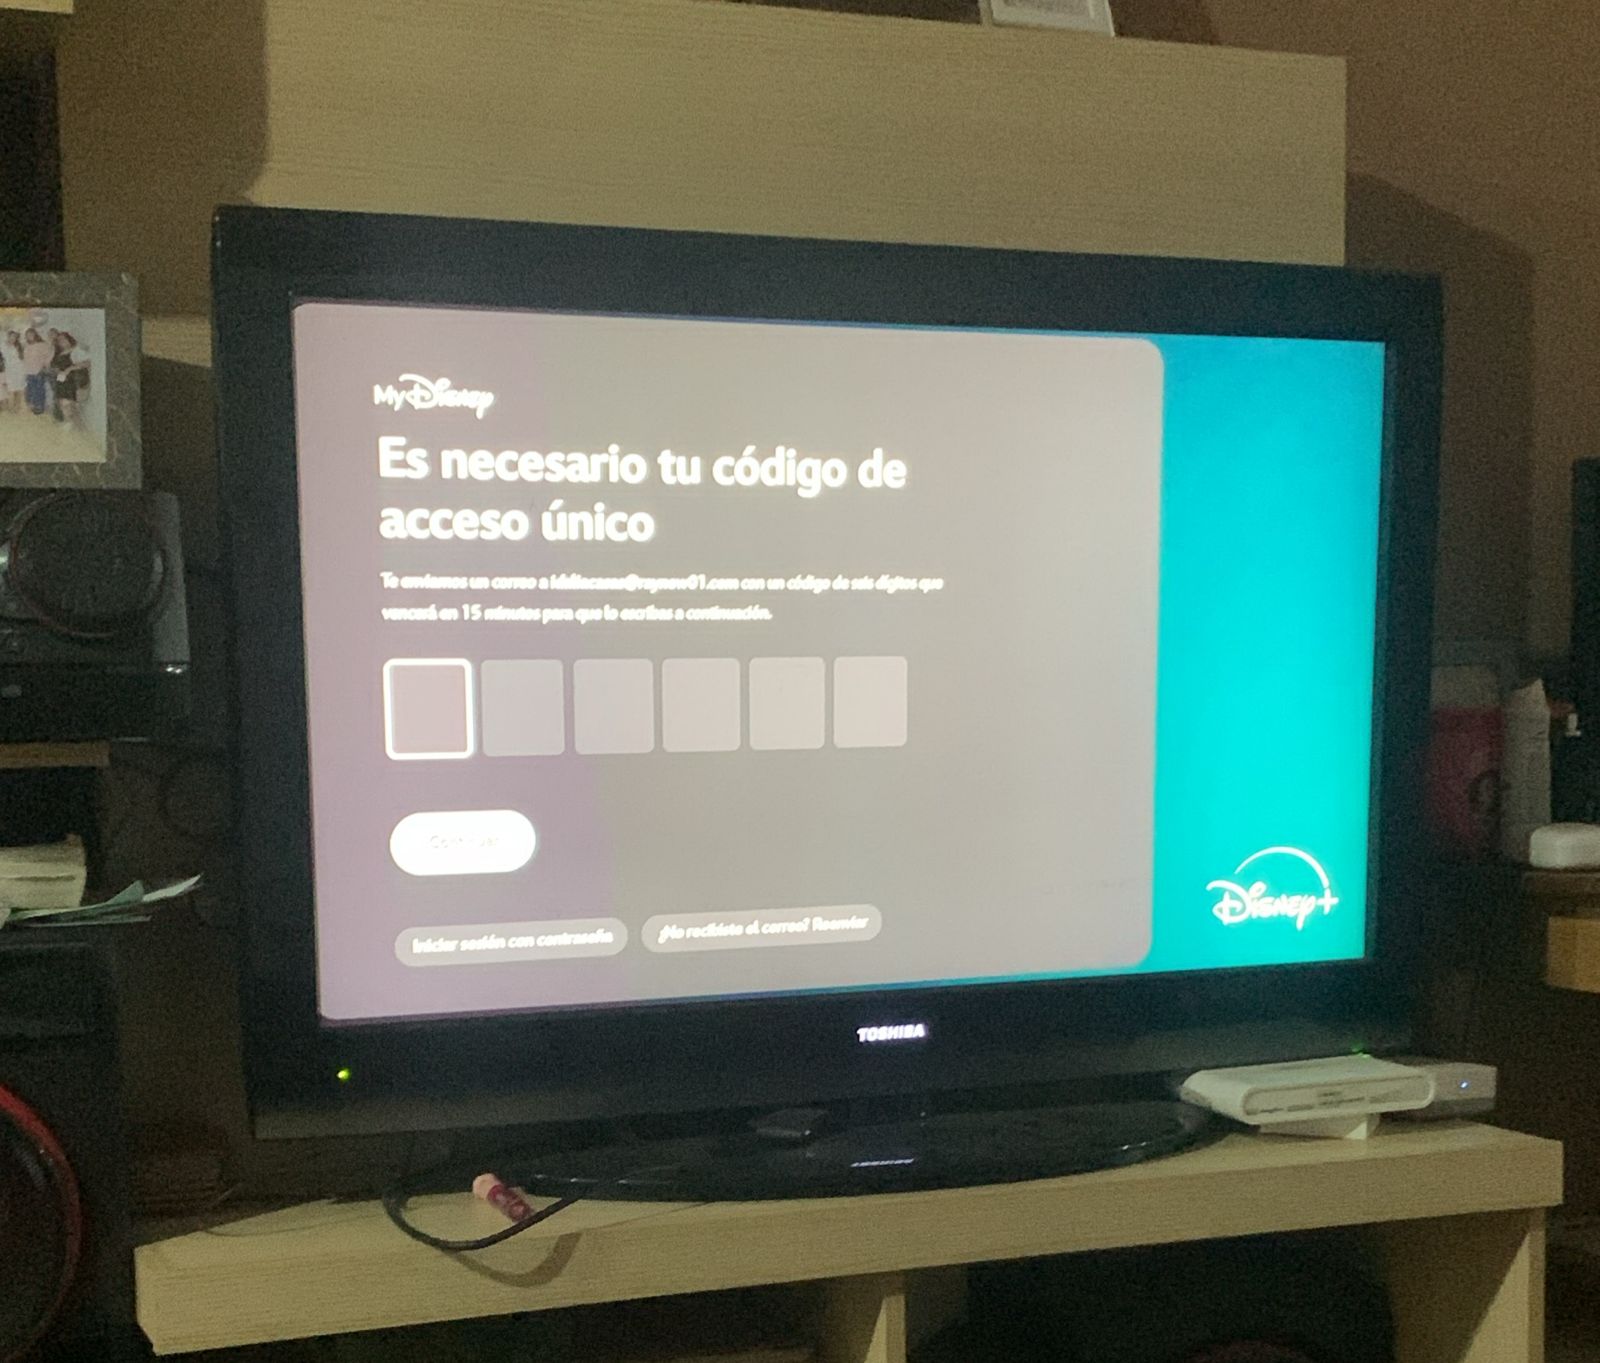 MyDisney
Es necesario tu código de
acceso único
Te enviamos un correo a con un código de seis dígitos que
vencerá en 15 minutos para que lo escribas a continuación.
Continuar
Iniciar sesión con contraseña
¿No recibiste el correo? Reenviar
Disney+
TOSHIBA